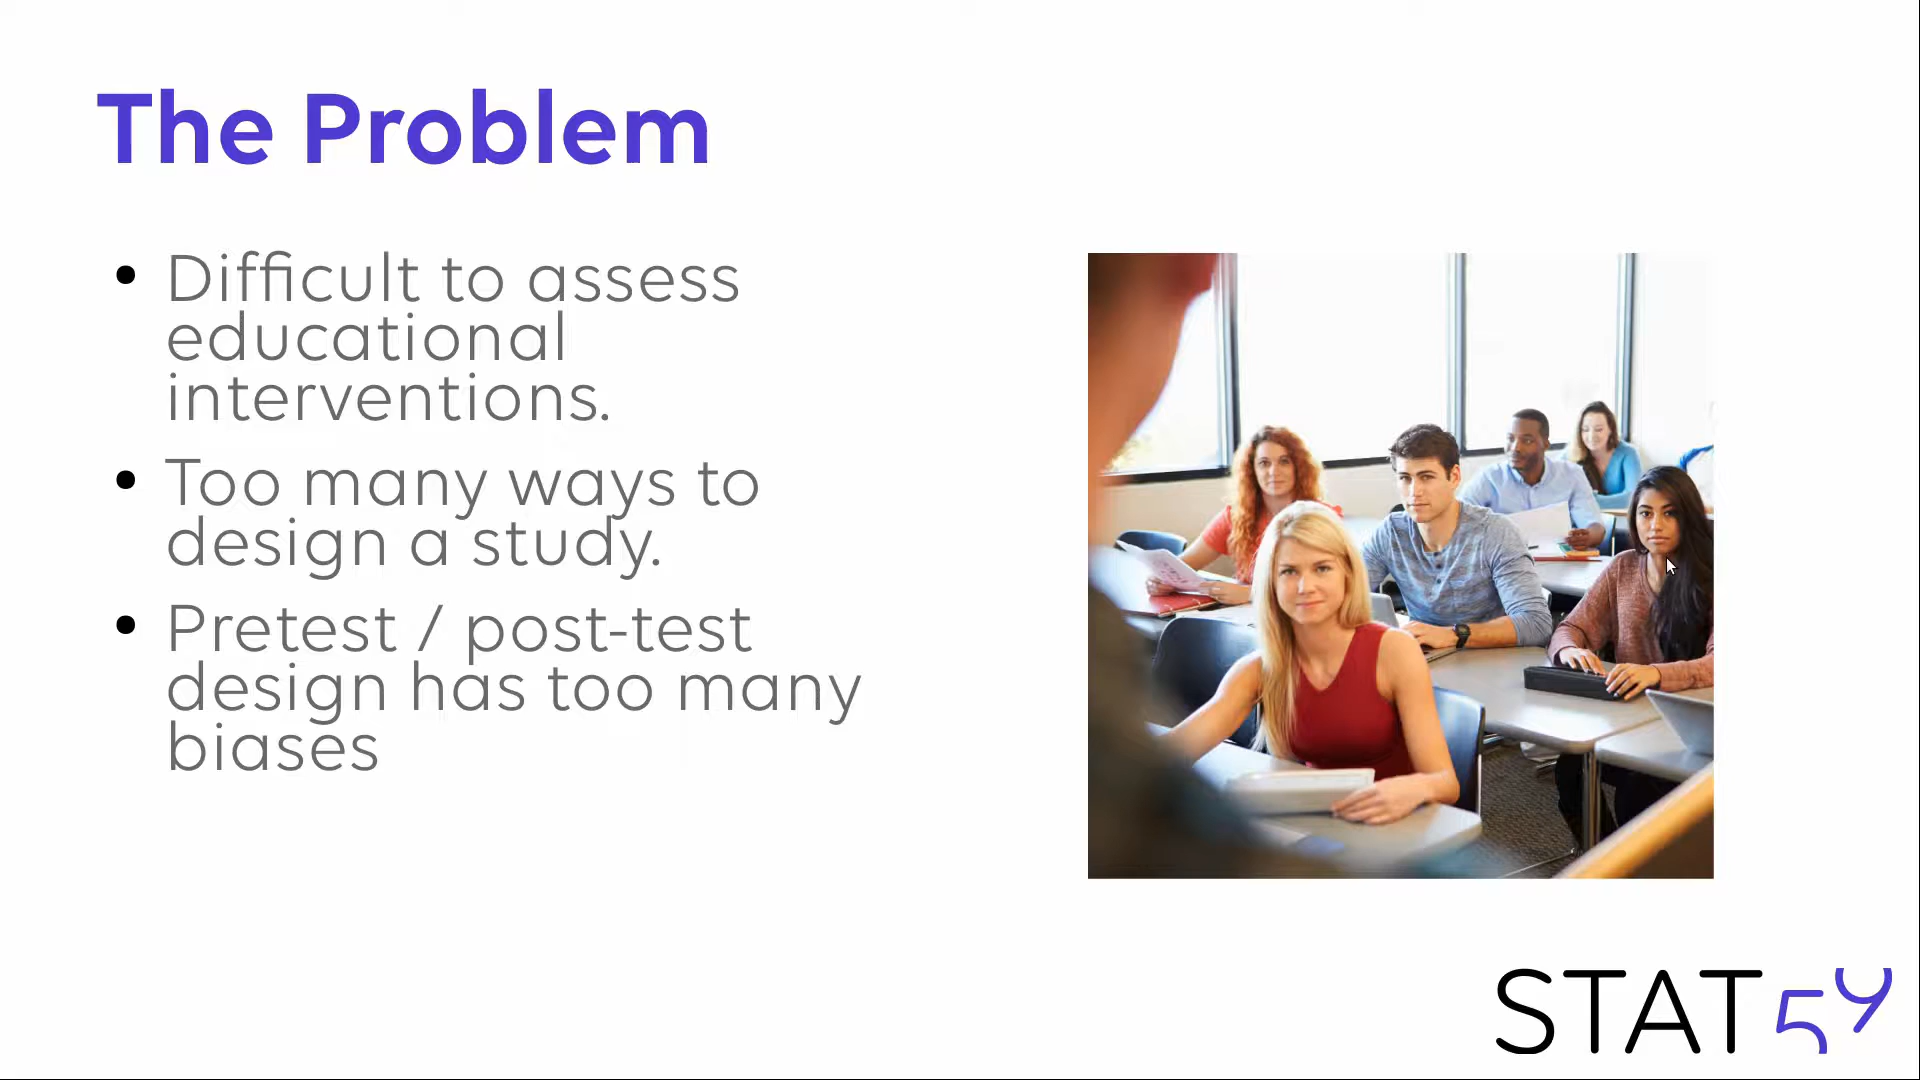 The Problem
• Difficult to assess
educational
interventions.
• Too many ways to
design a study.
• Pretest / post-test
design has too many
biases
STAT59